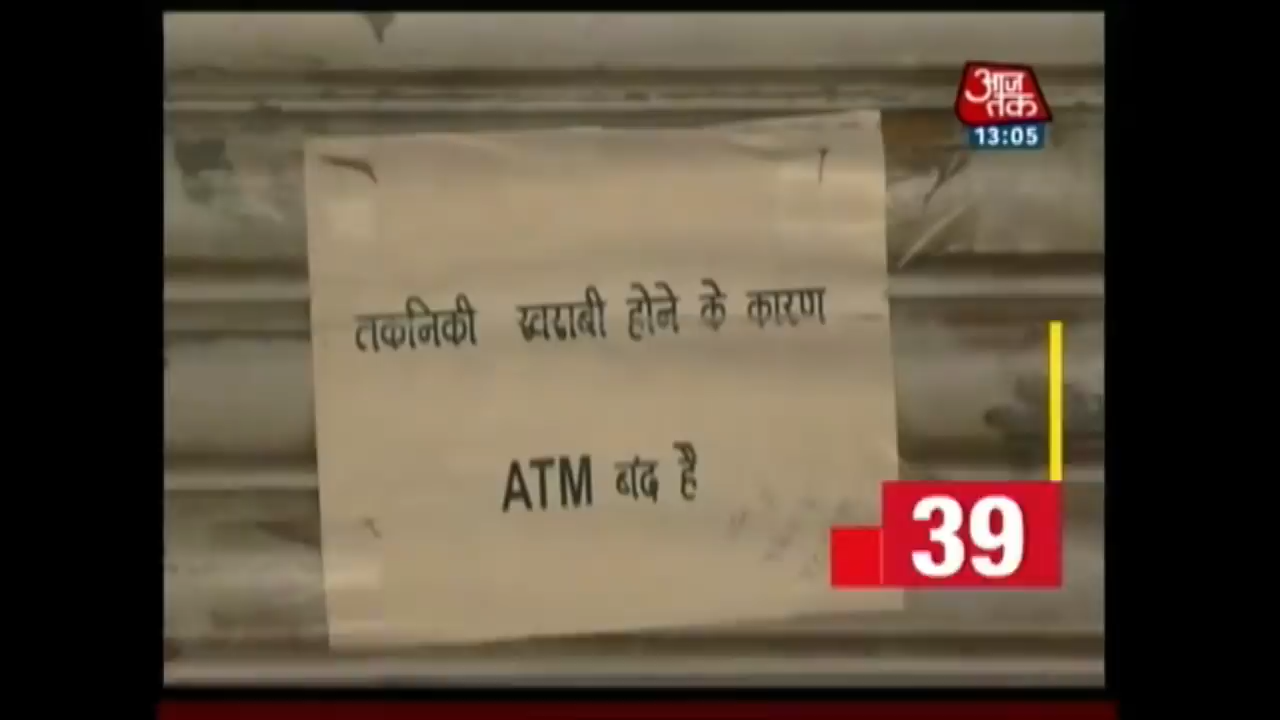 आज
तक
13:05
तकनिकी खराबी होने के कारण
ATM बंद है
39